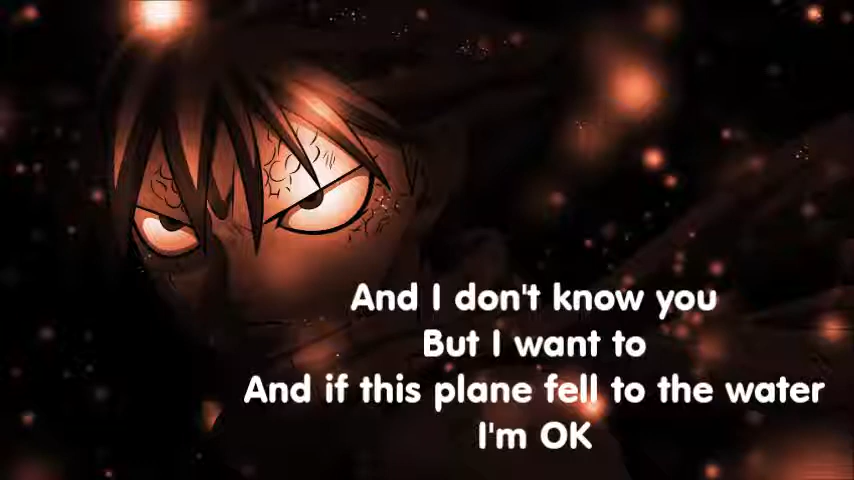 And I don't know you
But I want to
And if this plane fell to the water
I'm OK